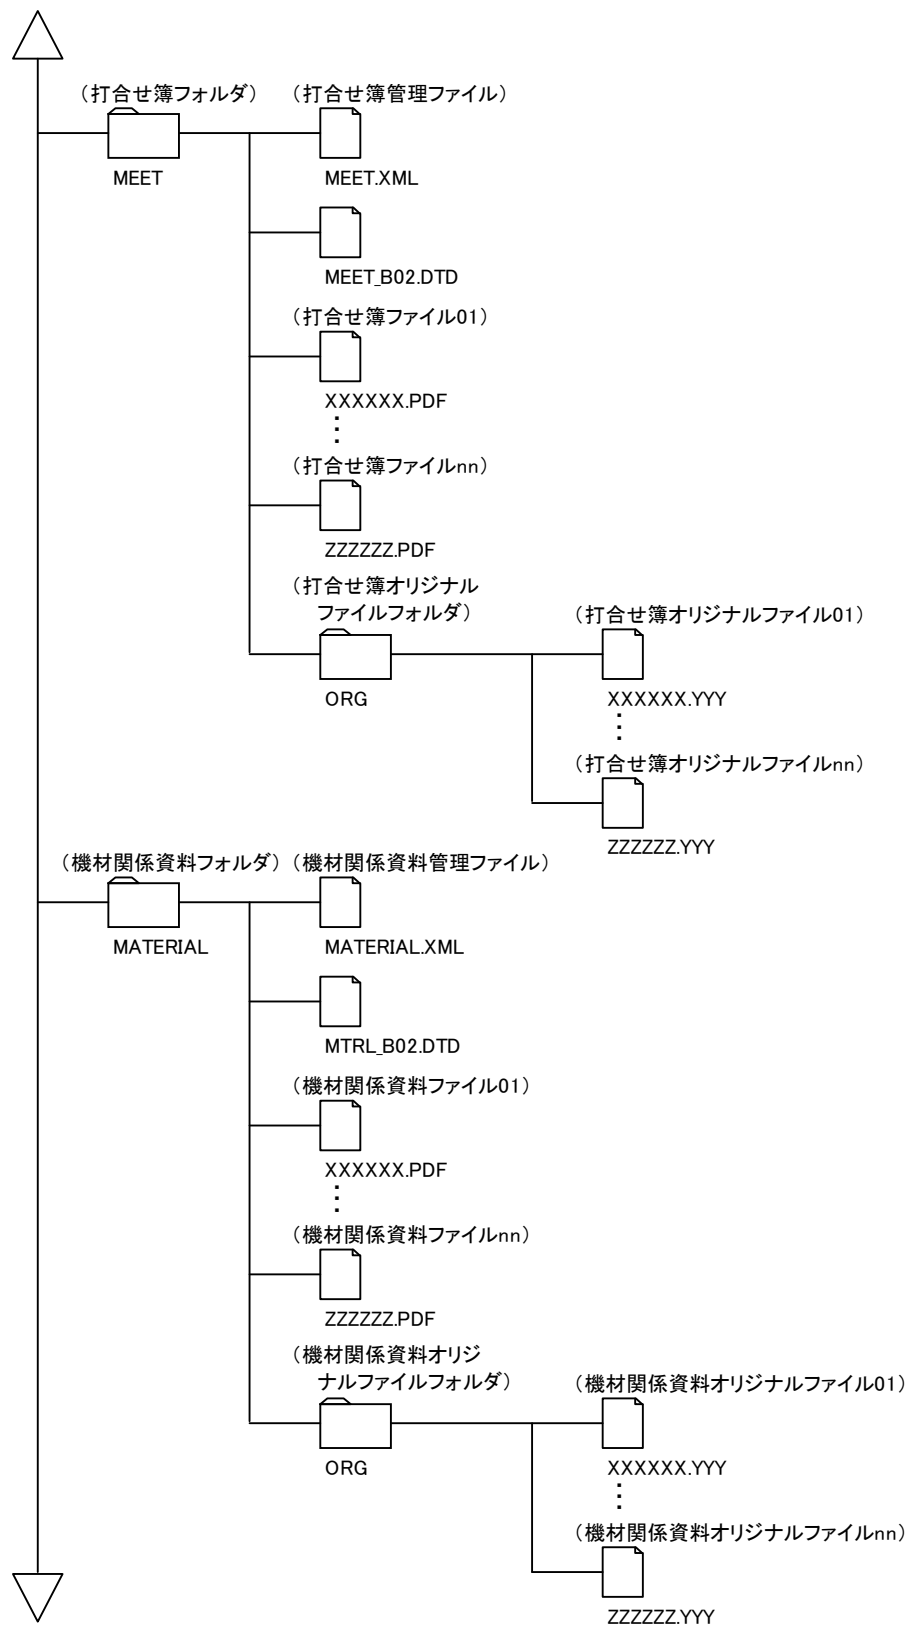 （打合せ簿フォルダ）
（打合せ簿管理ファイル）
MEET
MEET.XML
MEET_B02.DTD
（打合せ簿ファイル01）
XXXXXX.PDF
（打合せ簿ファイルnn）
ZZZZZZ.PDF
（打合せ簿オリジナル
ファイルフォルダ）
ORG
（打合せ簿オリジナルファイル01）
XXXXXX.YYY
（打合せ簿オリジナルファイルnn）
ZZZZZZ.YYY
（機材関係資料フォルダ）
（機材関係資料管理ファイル）
MATERIAL
MATERIAL.XML
MTRL_B02.DTD
（機材関係資料ファイル01）
XXXXXX.PDF
（機材関係資料ファイルnn）
ZZZZZZ.PDF
（機材関係資料オリジ
ナルファイルフォルダ）
ORG
（機材関係資料オリジナルファイル01）
XXXXXX.YYY
（機材関係資料オリジナルファイルnn）
ZZZZZZ.YYY